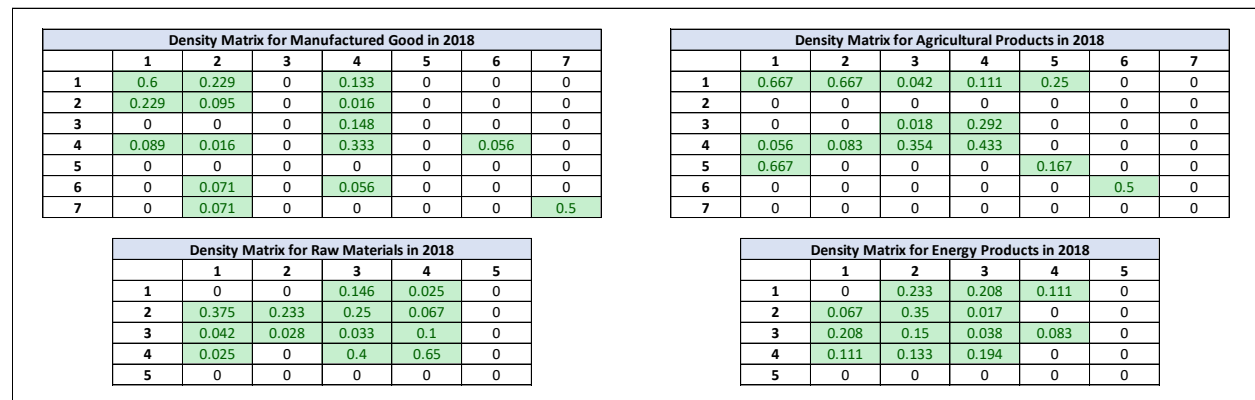 Density Matrix for Manufactured Good in 2018
1 2 3 4 5 6 7
1 0.6 0.229 0 0.133 0 0 0
2 0.229 0.095 0 0.016 0 0 0
3 0 0 0 0.148 0 0 0
4 0.089 0.016 0 0.333 0 0.056 0
5 0 0 0 0 0 0 0
6 0 0.071 0 0.056 0 0 0
7 0 0.071 0 0 0 0 0.5
Density Matrix for Agricultural Products in 2018
1 2 3 4 5 6 7
1 0.667 0.667 0.042 0.111 0.25 0 0
2 0 0 0 0 0 0 0
3 0 0 0.018 0.292 0 0 0
4 0.056 0.083 0.354 0.433 0 0 0
5 0.667 0 0 0 0.167 0 0
6 0 0 0 0 0 0.5 0
7 0 0 0 0 0 0 0
Density Matrix for Raw Materials in 2018
1 2 3 4 5
1 0 0 0.146 0.025 0
2 0.375 0.233 0.25 0.067 0
3 0.042 0.028 0.033 0.1 0
4 0.025 0 0.4 0.65 0
5 0 0 0 0 0
Density Matrix for Energy Products in 2018
1 2 3 4 5
1 0 0.233 0.208 0.111 0
2 0.067 0.35 0.017 0 0
3 0.208 0.15 0.038 0.083 0
4 0.111 0.133 0.194 0 0
5 0 0 0 0 0